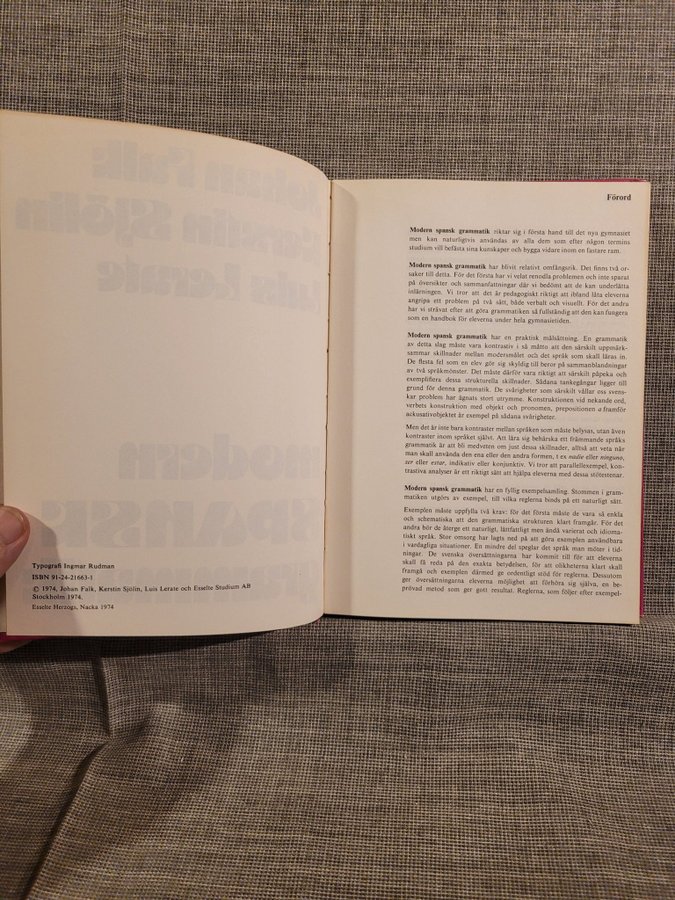 Typografi Ingmar Rudman
ISBN 91-24-21663-1
© 1974, Johan Falk, Kerstin Sjölin, Luis Lerate och Esselte Studium AB
Stockholm 1974.
Esselte Herzogs, Nacka 1974
Förord
Modern spansk grammatik riktar sig i första hand till det nya gymnasiet
men kan naturligtvis användas av alla dem som efter någon termins
studium vill befästa sina kunskaper och bygga vidare inom en fastare ram.
Modern spansk grammatik har blivit relativt omfångsrik. Det finns två or-
saker till detta. För det första har vi velat renodla problemen och inte sparat
på översikter och sammanfattningar där vi bedömt att de kan underlätta
inlärningen. Vi tror att det är pedagogiskt riktigt att ibland låta eleverna
angripa ett problem på två sätt, både verbalt och visuellt. För det andra
har vi strävat efter att göra grammatiken så fullständig att den kan fungera
som en handbok för eleverna under hela gymnasietiden.
Modern spansk grammatik har en praktisk målsättning. En grammatik
av detta slag måste vara kontrastiv i så måtto att den särskilt uppmärk-
sammar skillnader mellan modersmålet och det språk som skall läras in.
De flesta fel som en elev gör sig skyldig till beror på sammanblandningar
av två språkmönster. Det måste därför vara riktigt att särskilt påpeka och
exemplifiera dessa strukturella skillnader. Sådana tankegångar ligger till
grund för denna grammatik. De svårigheter som särskilt vållar oss svens-
kar problem har ägnats stort utrymme. Konstruktionen vid nekande ord,
verbets konstruktion med objekt och pronomen, prepositionen a framför
ackusativobjektet är exempel på sådana svårigheter.
Men det är inte bara kontraster mellan språken som måste belysas, utan även
kontraster inom språket självt. Att lära sig behärska ett främmande språks
grammatik är att bli medveten om just dessa skillnader, alltså att veta när
man skall använda den ena eller den andra formen, t ex nadie eller ninguno,
ser eller estar, indikativ eller konjunktiv. Vi tror att parallellexempel, kon-
trastiva analyser är ett riktigt sätt att hjälpa eleverna med dessa stötestenar.
Modern spansk grammatik har en fyllig exempelsamling. Stommen i gram-
matiken utgörs av exempel, till vilka reglerna binds på ett naturligt sätt.
Exemplen måste uppfylla två krav: för det första måste de vara så enkla
och schematiska att den grammatiska strukturen klart framgår. För det
andra bör de återge ett naturligt, lättfattligt men ändå varierat och idioma-
tiskt språk. Stor omsorg har lagts ned på att göra exemplen användbara
i vardagliga situationer. En mindre del speglar det språk man möter i tid-
ningar. De svenska översättningarna har kommit till för att eleverna
skall få reda på den exakta betydelsen, för att olikheterna klart skall
framgå och exemplen därmed ge ordentligt stöd för reglerna. Dessutom
ger översättningarna eleverna möjlighet att förhöra sig själva, en be-
prövad metod som ger gott resultat. Reglerna, som följer efter exempel-